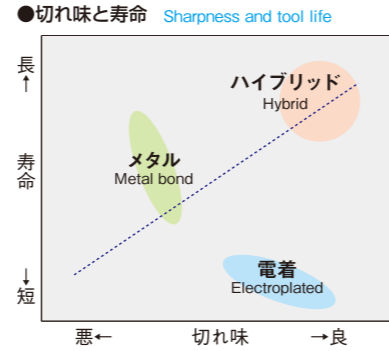 ●切れ味と寿命 Sharpness and tool life
長
↑
寿命
↓
短
ハイブリッド
Hybrid
メタル
Metal bond
電着
Electroplated
悪← 切れ味 →良